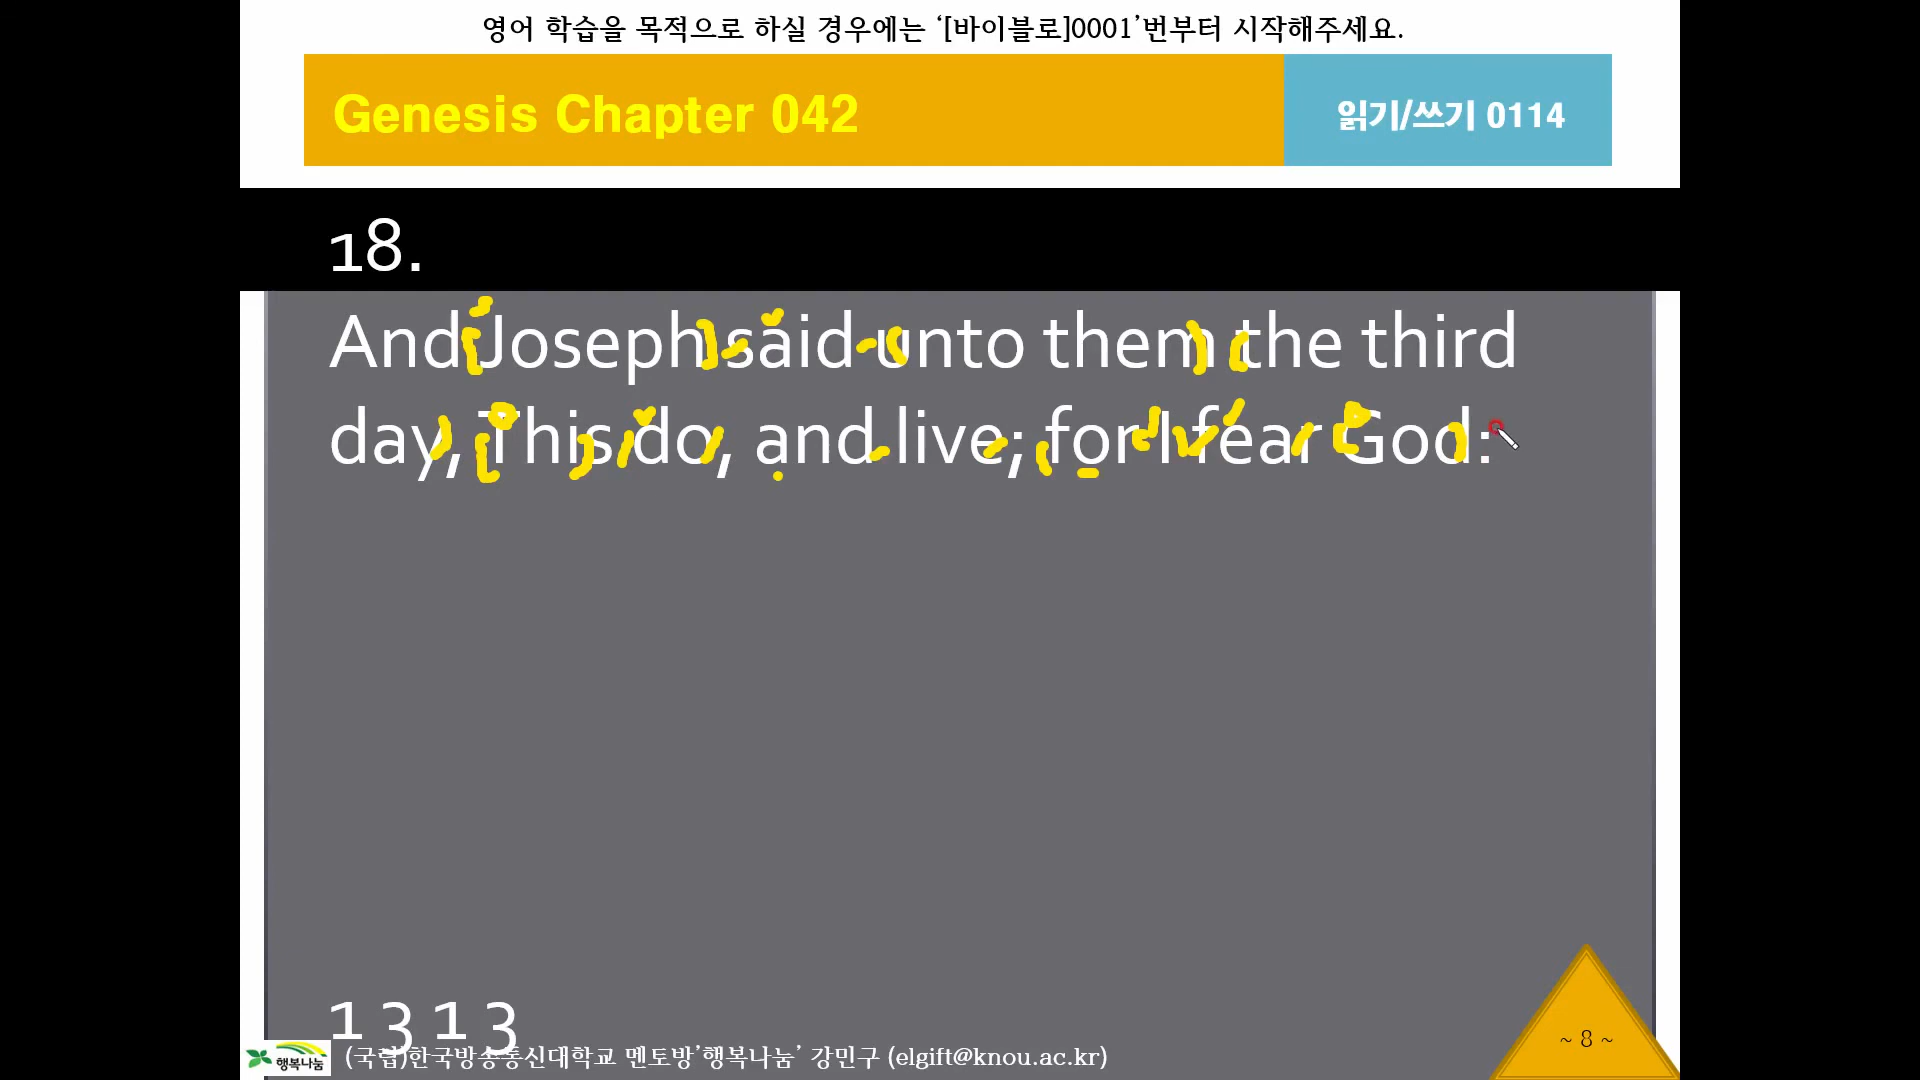 영어 학습을 목적으로 하실 경우에는 ‘[바이블로]0001’번부터 시작해주세요.
Genesis Chapter 042
읽기/쓰기 0114
18.
And Joseph said unto them the third
day, This do, and live; for I fear God:
1 3 1 3
행복나눔
(국립)한국방송통신대학교 멘토방’행복나눔’ 강민구 (elgift@knou.ac.kr)
~ 8 ~